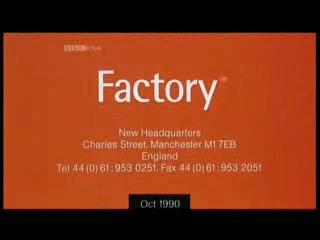 BBC FOUR
Factory
New Headquarters
Charles Street, Manchester M1 7EB
England
Tel 44 (0) 61: 953 0251. Fax 44 (0) 61: 953 2051
Oct 1990